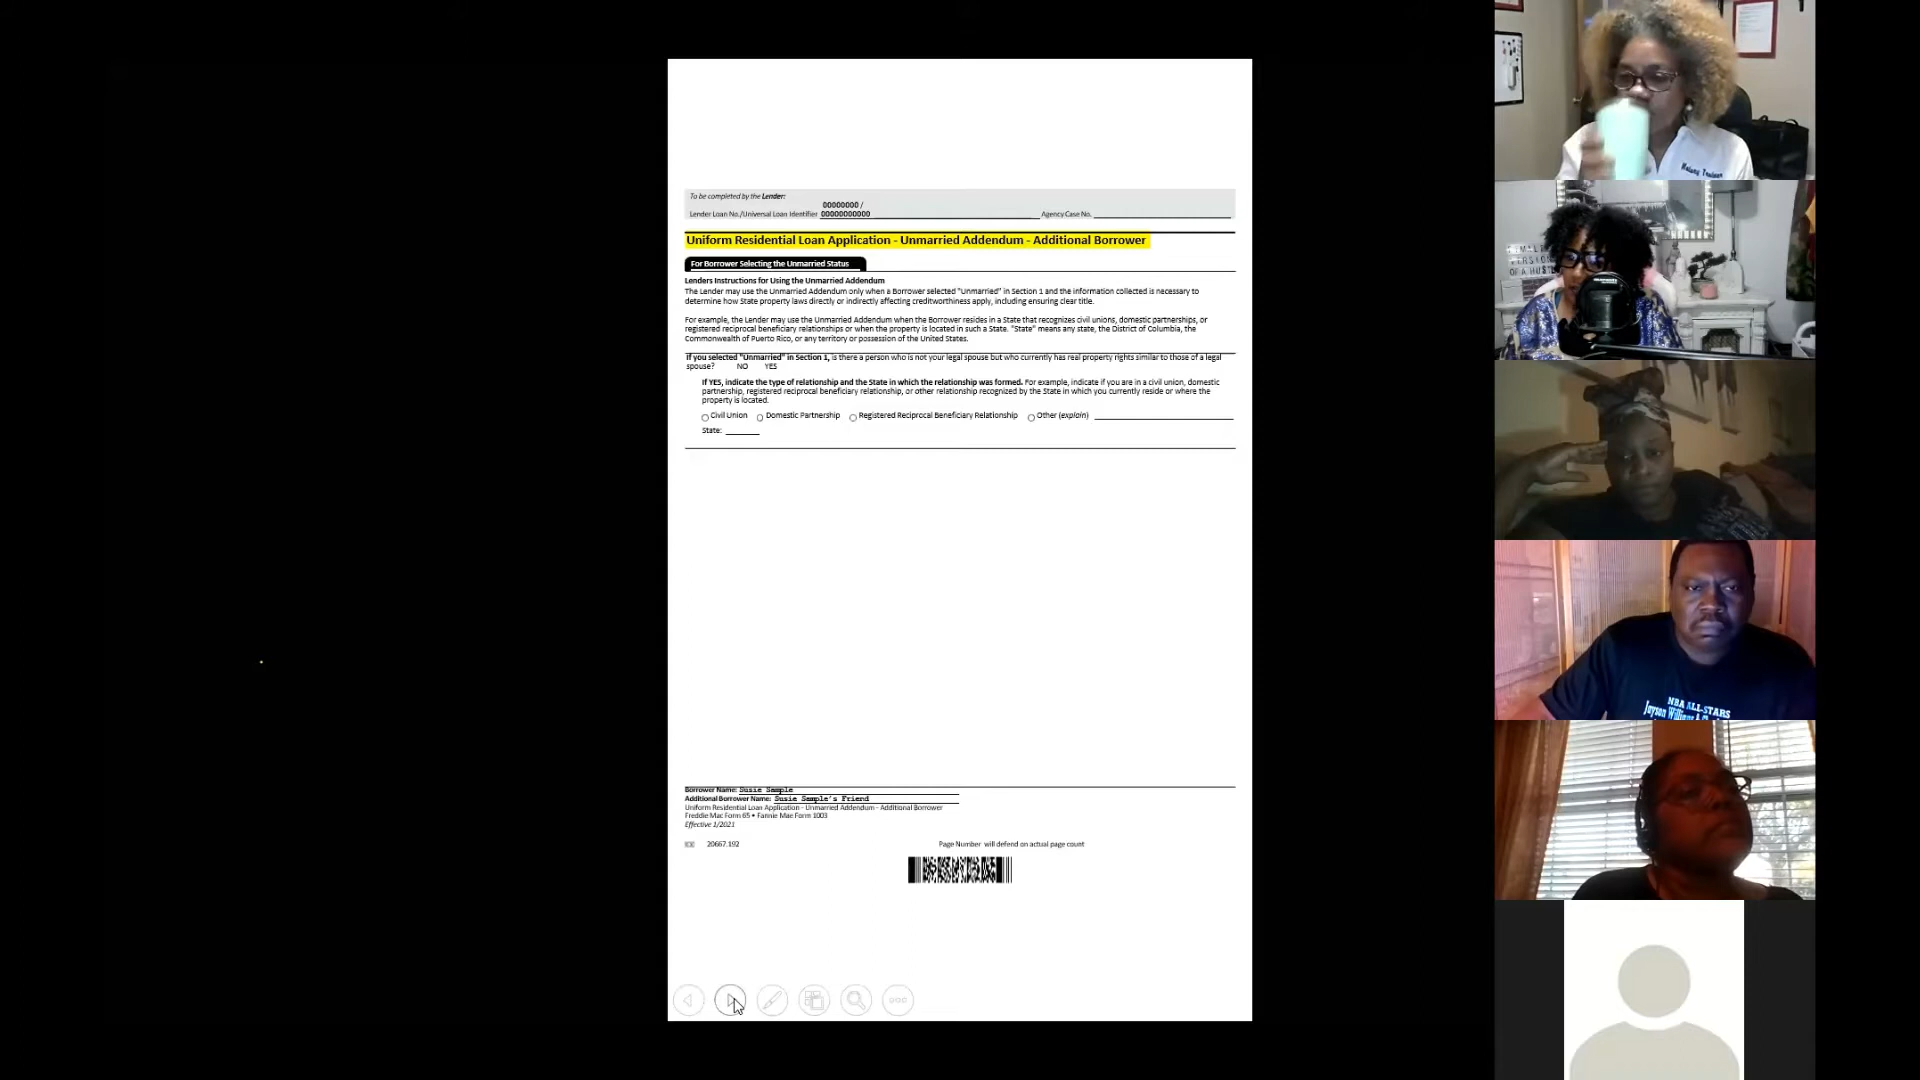 To be completed by the Lender:
00000000 /
Lender Loan No./Universal Loan Identifier 00000000000 Agency Case No.
Uniform Residential Loan Application - Unmarried Addendum - Additional Borrower
For Borrower Selecting the Unmarried Status
Lenders Instructions for Using the Unmarried Addendum
The Lender may use the Unmarried Addendum only when a Borrower selected "Unmarried" in Section 1 and the information collected is necessary to
determine how State property laws directly or indirectly affecting creditworthiness apply, including ensuring clear title.
For example, the Lender may use the Unmarried Addendum when the Borrower resides in a State that recognizes civil unions, domestic partnerships, or
registered reciprocal beneficiary relationships or when the property is located in such a State. "State" means any state, the District of Columbia, the
Commonwealth of Puerto Rico, or any territory or possession of the United States.
If you selected "Unmarried" in Section 1, is there a person who is not your legal spouse but who currently has real property rights similar to those of a legal
spouse? NO YES
If YES, indicate the type of relationship and the State in which the relationship was formed. For example, indicate if you are in a civil union, domestic
partnership, registered reciprocal beneficiary relationship, or other relationship recognized by the State in which you currently reside or where the
property is located.
Civil Union Domestic Partnership Registered Reciprocal Beneficiary Relationship Other (explain)
State:
Borrower Name: Susie Sample
Additional Borrower Name: Susie Sample's Friend
Uniform Residential Loan Application - Unmarried Addendum - Additional Borrower
Freddie Mac Form 65 • Fannie Mae Form 1003
Effective 1/2021
20667.192 Page Number will defend on actual page count
NBA ALL-STARS